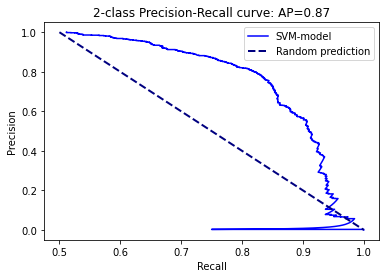 2-class Precision-Recall curve: AP=0.87
SVM-model
Random prediction
Precision
1.0
0.8
0.6
0.4
0.2
0.0
0.5
0.6
0.7
0.8
0.9
1.0
Recall